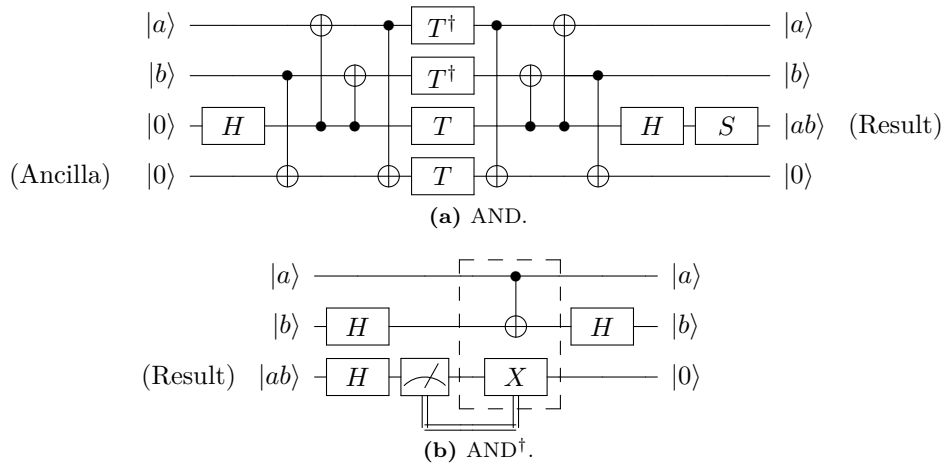 |a⟩ T† |a⟩
|b⟩ T† |b⟩
|0⟩ H T H S |ab⟩ (Result)
(Ancilla) |0⟩ T |0⟩
(a) AND.
|a⟩ |a⟩
|b⟩ H H |b⟩
(Result) |ab⟩ H X |0⟩
(b) AND†.